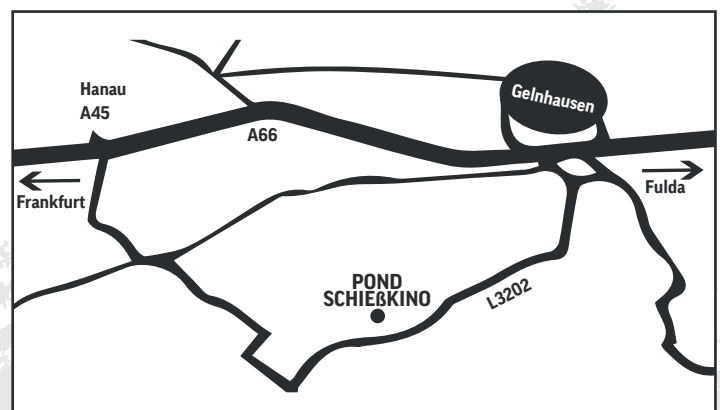 Hanau
A45
A66
Gelnhausen
Frankfurt
Fulda
POND
SCHIEßKINO
L3202